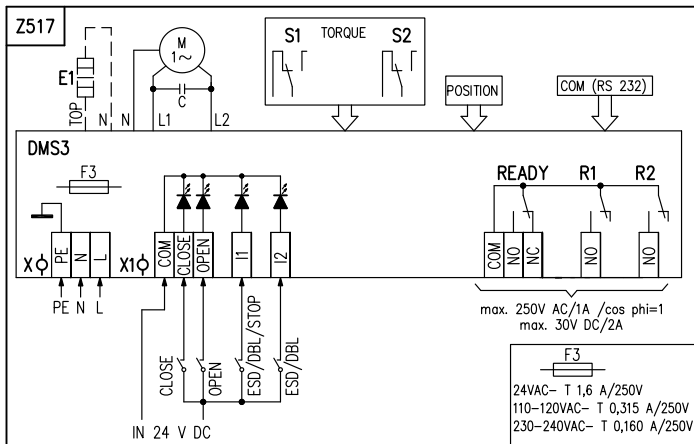 Z517
E1
TOP
N
N
M
1~
C
L1
L2
S1
TORQUE
S2
POSITION
COM (RS 232)
DMS3
F3
READY
R1
R2
X
PE
N
L
X1
COM
CLOSE
OPEN
I1
I2
COM
NO
NC
NO
NO
PE
N
L
CLOSE
OPEN
ESD/DBL/STOP
ESD/DBL
IN 24 V DC
max. 250V AC/1A /cos phi=1
max. 30V DC/2A
F3
24VAC- T 1,6 A/250V
110-120VAC- T 0,315 A/250V
230-240VAC- T 0,160 A/250V